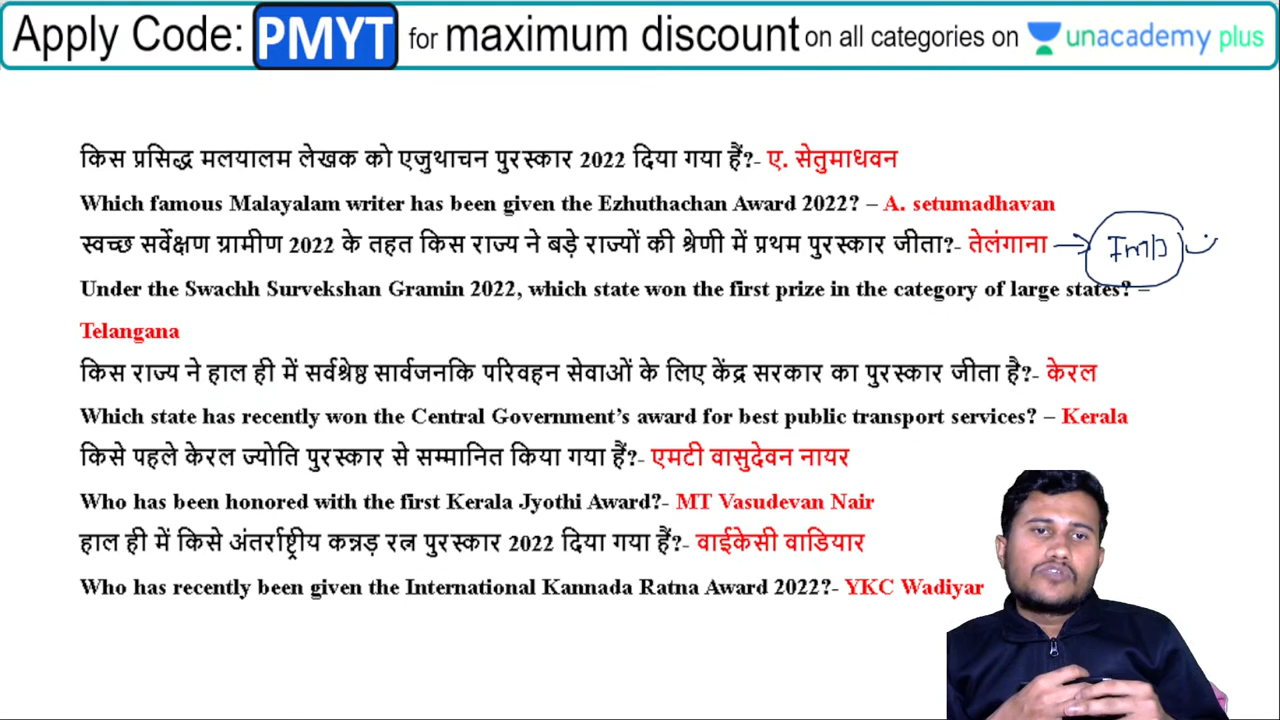 Apply Code: PMYT for maximum discount on all categories on unacademy plus
किस प्रसिद्ध मलयालम लेखक को एजुथाचन पुरस्कार 2022 दिया गया हैं?- ए. सेतुमाधवन
Which famous Malayalam writer has been given the Ezhuthachan Award 2022? – A. setumadhavan
स्वच्छ सर्वेक्षण ग्रामीण 2022 के तहत किस राज्य ने बड़े राज्यों की श्रेणी में प्रथम पुरस्कार जीता?- तेलंगाना → Imp
Under the Swachh Survekshan Gramin 2022, which state won the first prize in the category of large states? –
Telangana
किस राज्य ने हाल ही में सर्वश्रेष्ठ सार्वजनकि परिवहन सेवाओं के लिए केंद्र सरकार का पुरस्कार जीता है?- केरल
Which state has recently won the Central Government’s award for best public transport services? – Kerala
किसे पहले केरल ज्योति पुरस्कार से सम्मानित किया गया हैं?- एमटी वासुदेवन नायर
Who has been honored with the first Kerala Jyothi Award?- MT Vasudevan Nair
हाल ही में किसे अंतर्राष्ट्रीय कन्नड़ रत्न पुरस्कार 2022 दिया गया हैं?- वाईकेसी वाडियार
Who has recently been given the International Kannada Ratna Award 2022?- YKC Wadiyar